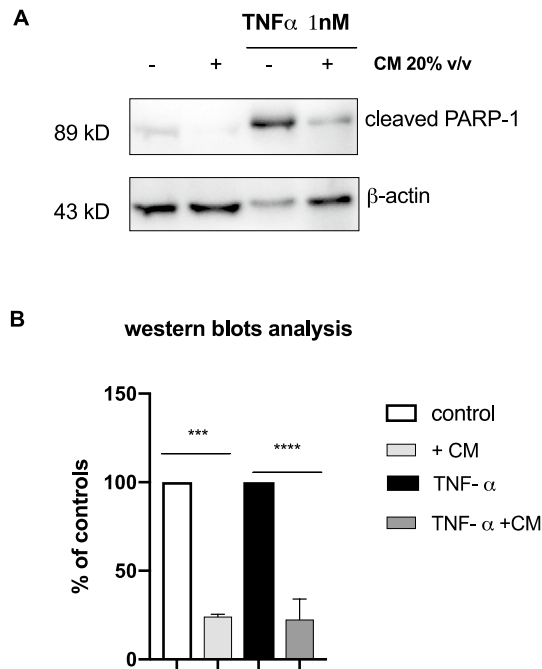 A
TNFα 1nM
- + - + CM 20% v/v
89 kD cleaved PARP-1
43 kD β-actin
B
western blots analysis
% of controls
150
100
50
0
*** ****
control
+ CM
TNF- α
TNF- α +CM